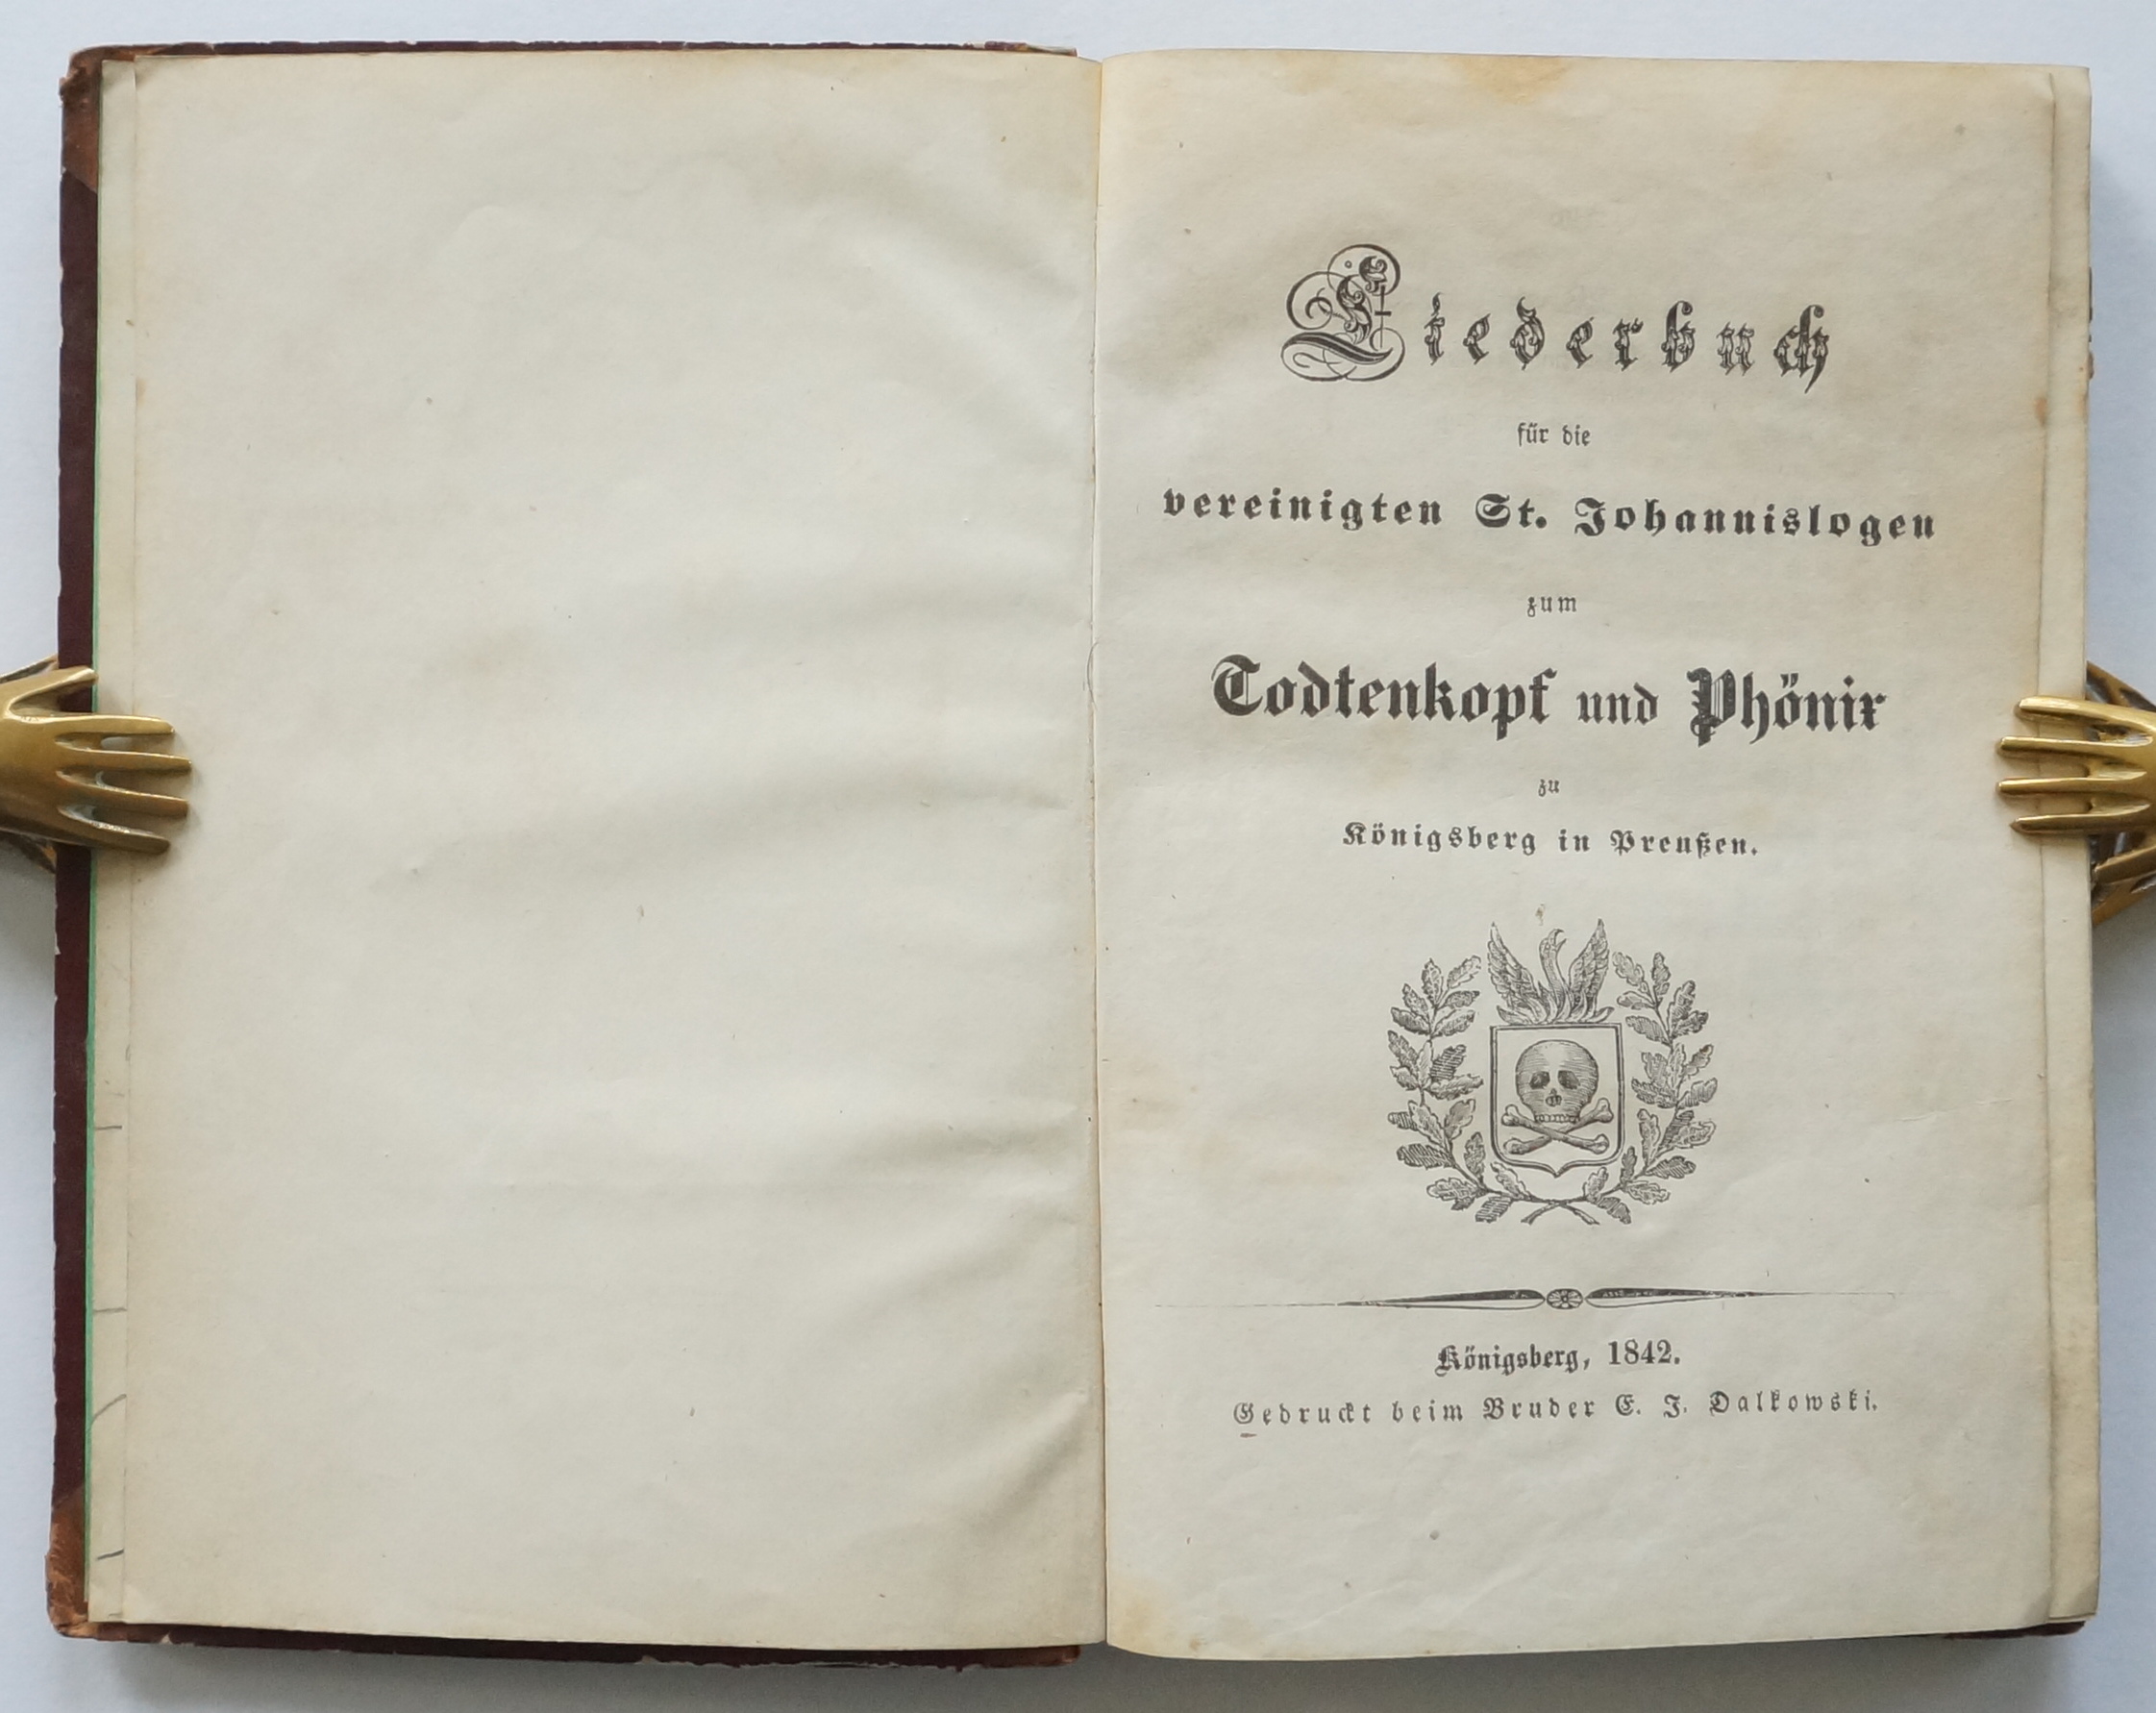 Liederbuch
für die
vereinigten St. Johannislogen
zum
Todtenkopf und Phönix
zu
Königsberg in Preußen.
Königsberg, 1842.
Gedruckt beim Bruder E. J. Dalkowski.